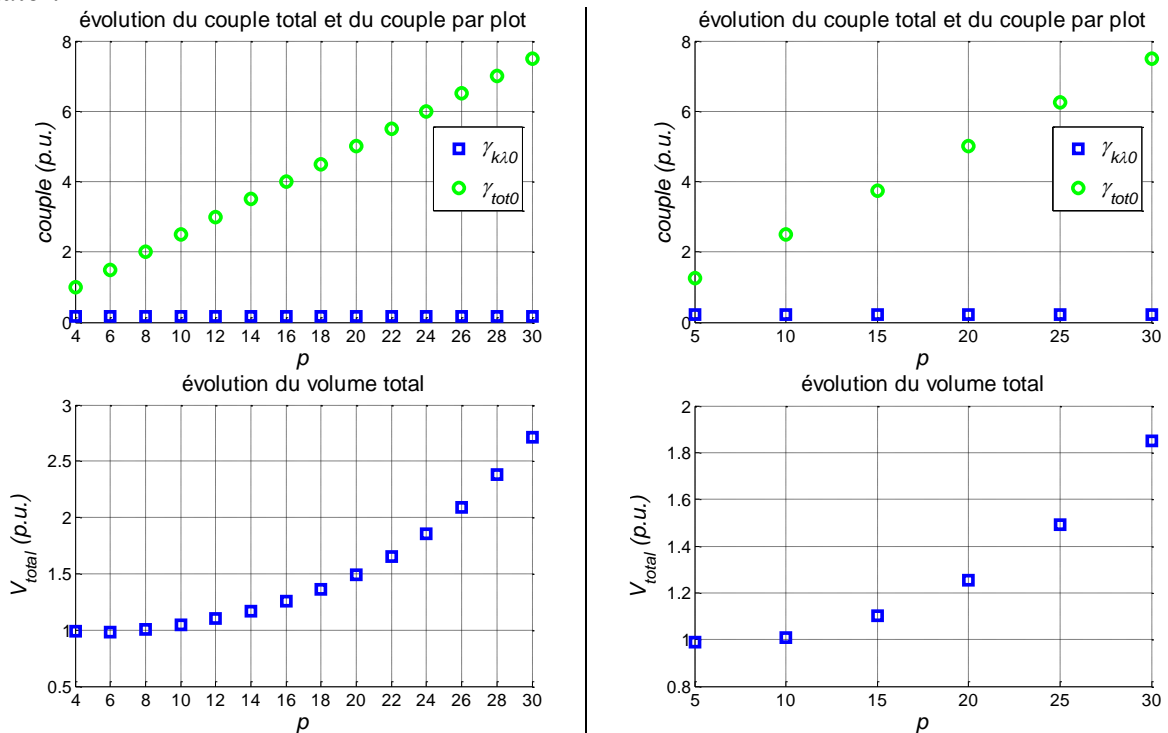 évolution du couple total et du couple par plot
8
6
4
2
0
couple (p.u.)
γkλ0
γtot0
4 6 8 10 12 14 16 18 20 22 24 26 28 30
p
évolution du couple total et du couple par plot
8
6
4
2
0
couple (p.u.)
γkλ0
γtot0
5 10 15 20 25 30
p
évolution du volume total
3
2.5
2
1.5
1
0.5
Vtotal (p.u.)
4 6 8 10 12 14 16 18 20 22 24 26 28 30
p
évolution du volume total
2
1.8
1.6
1.4
1.2
1
0.8
Vtotal (p.u.)
5 10 15 20 25 30
p